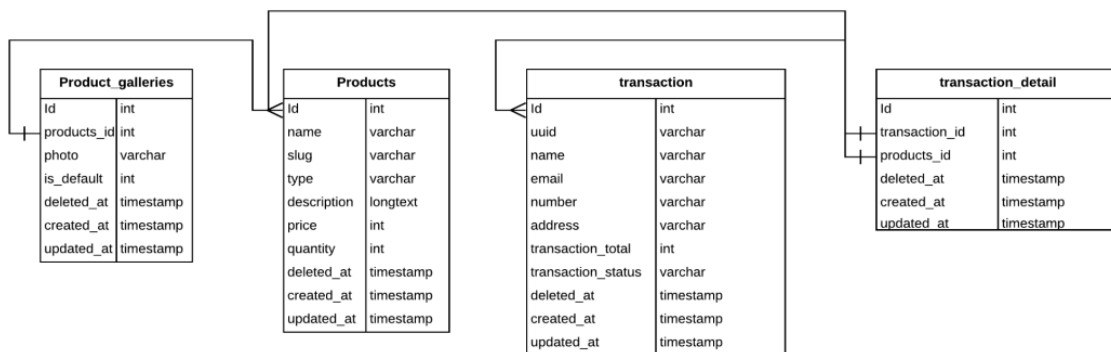 Product_galleries
Id int
products_id int
photo varchar
is_default int
deleted_at timestamp
created_at timestamp
updated_at timestamp
Products
Id int
name varchar
slug varchar
type varchar
description longtext
price int
quantity int
deleted_at timestamp
created_at timestamp
updated_at timestamp
transaction
Id int
uuid varchar
name varchar
email varchar
number varchar
address varchar
transaction_total int
transaction_status varchar
deleted_at timestamp
created_at timestamp
updated_at timestamp
transaction_detail
Id int
transaction_id int
products_id int
deleted_at timestamp
created_at timestamp
updated_at timestamp